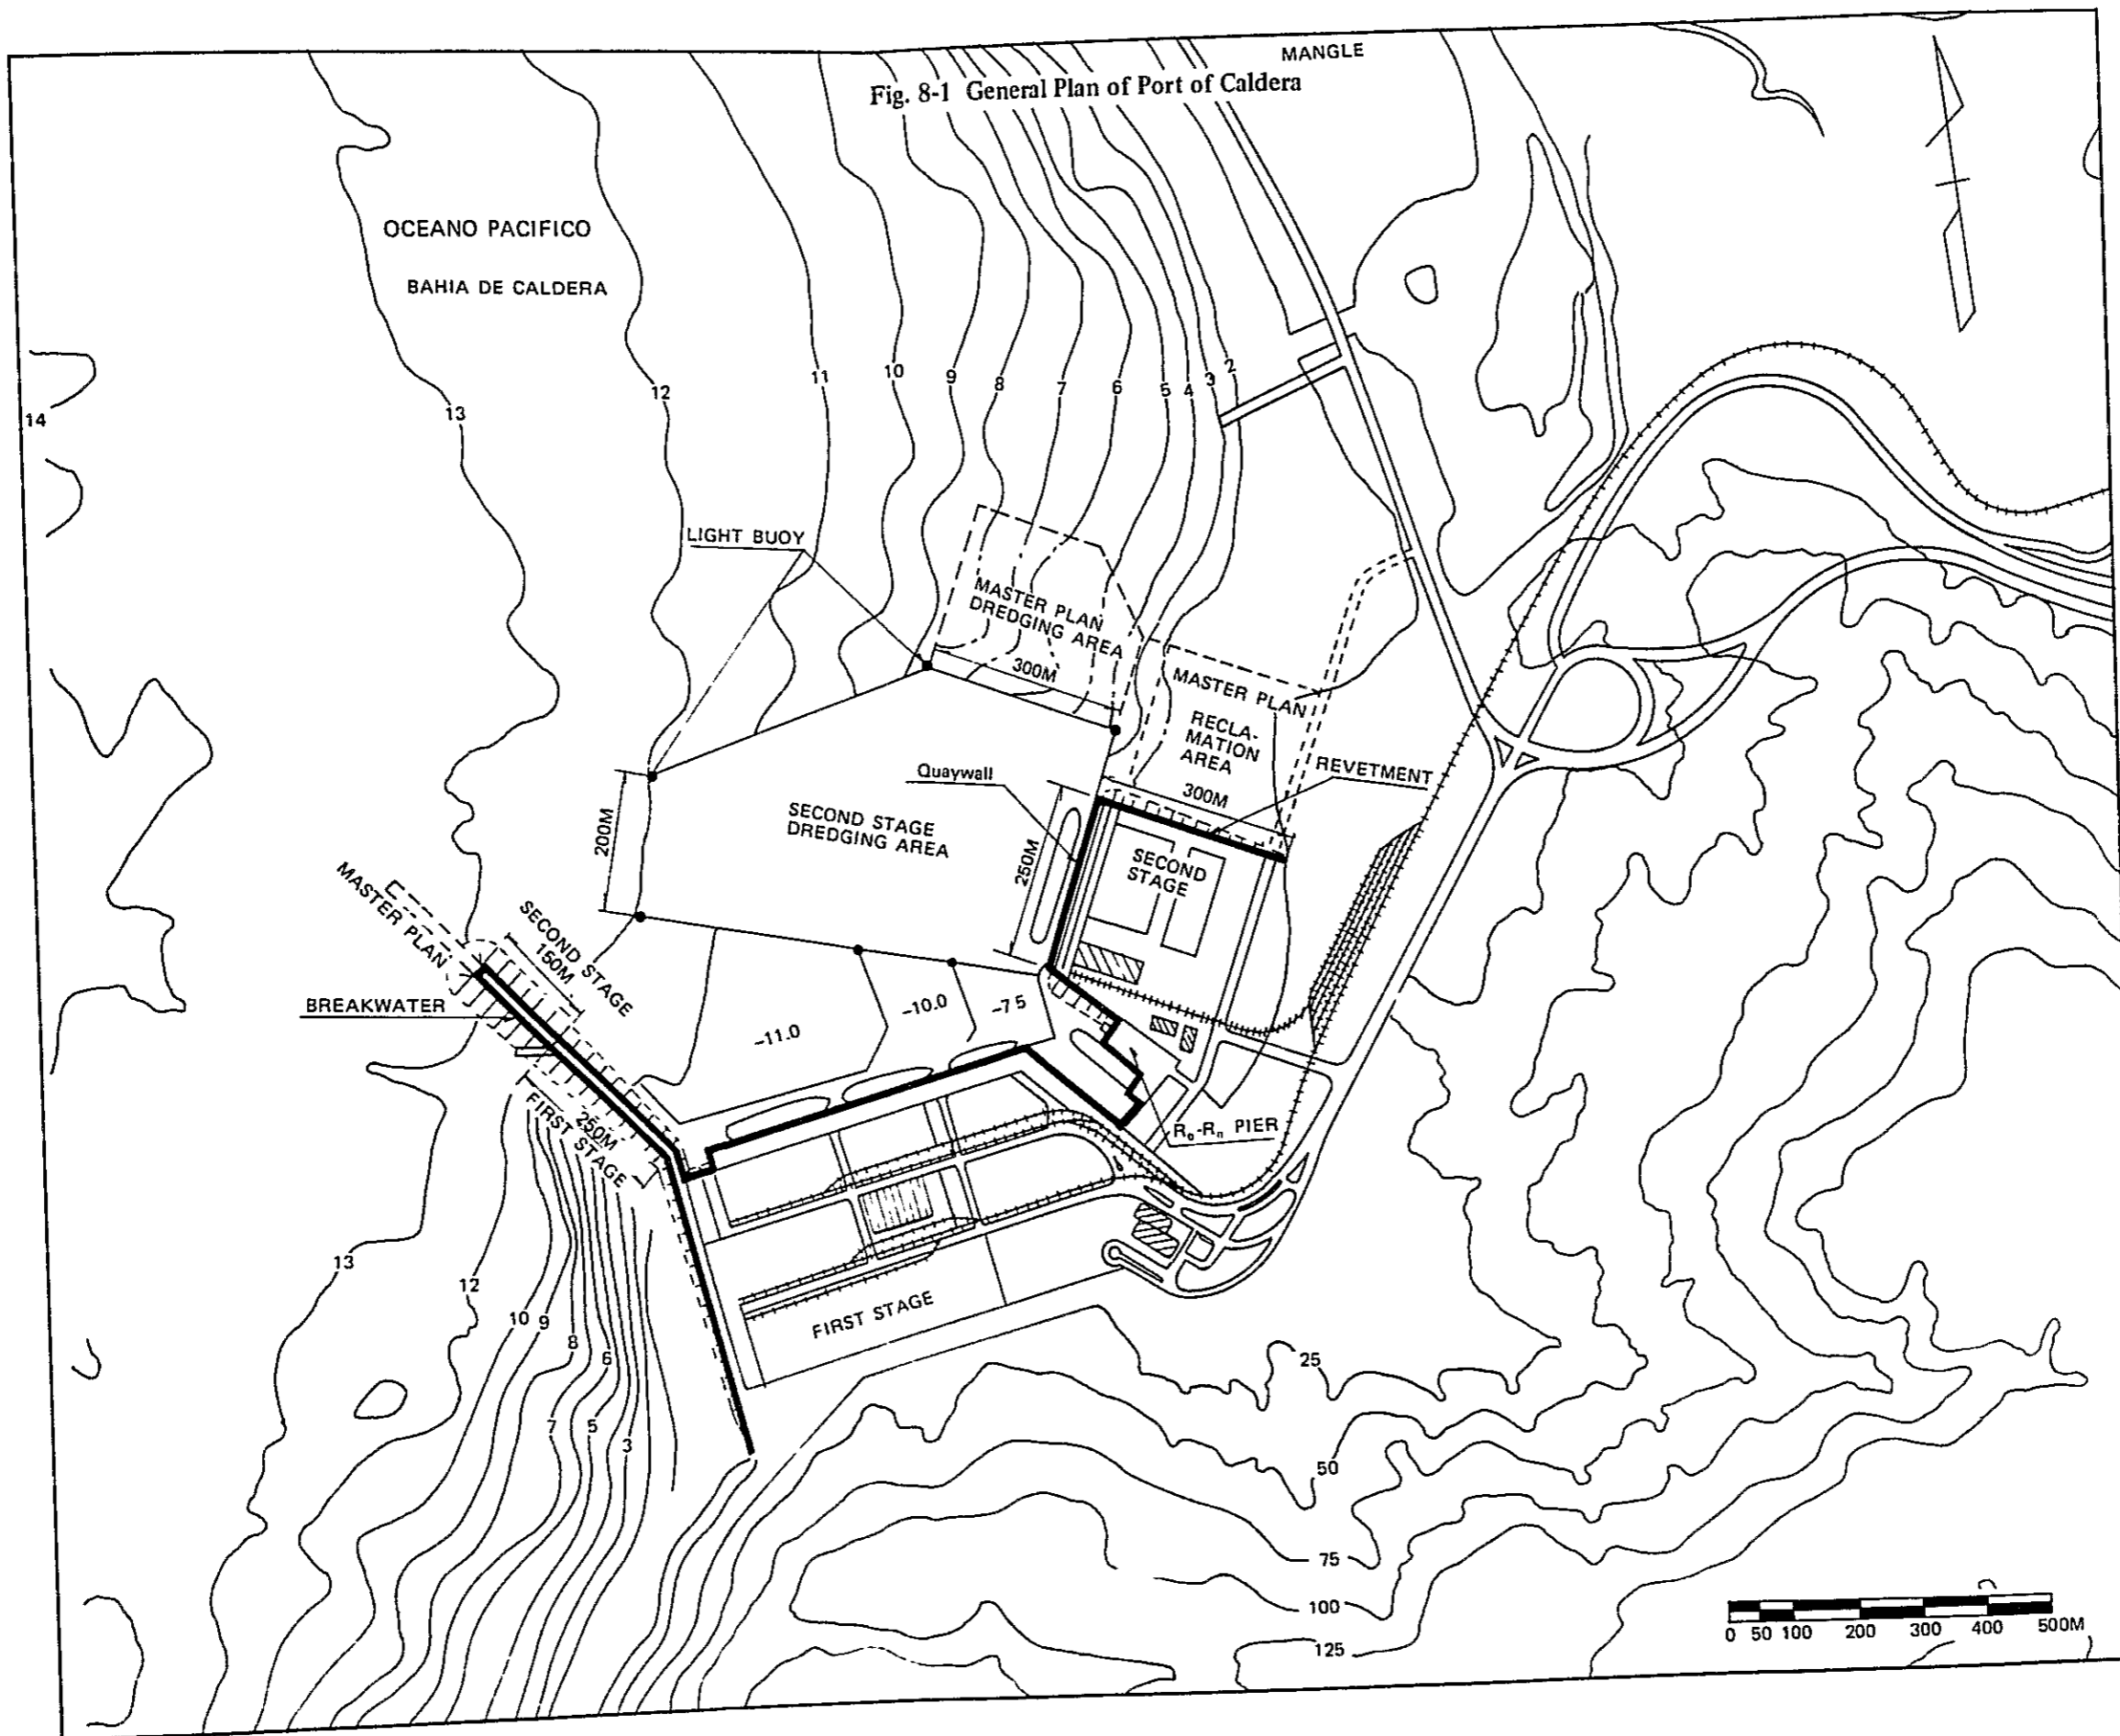 MANGLE
Fig. 8-1 General Plan of Port of Caldera
OCEANO PACIFICO
BAHIA DE CALDERA
14
13
12
11
10
9
8
7
6
5
4
3
2
LIGHT BUOY
MASTER PLAN
DREDGING AREA
300M
MASTER PLAN
RECLA-
MATION
AREA
300M
REVETMENT
Quaywall
SECOND STAGE
DREDGING AREA
200M
250M
SECOND
STAGE
MASTER PLAN
SECOND STAGE
150M
BREAKWATER
-11.0
-10.0
-7 5
250M
FIRST STAGE
Ro-Rn PIER
FIRST STAGE
13
12
10
9
8
6
7
5
3
25
50
75
100
125
0 50 100 200 300 400 500M